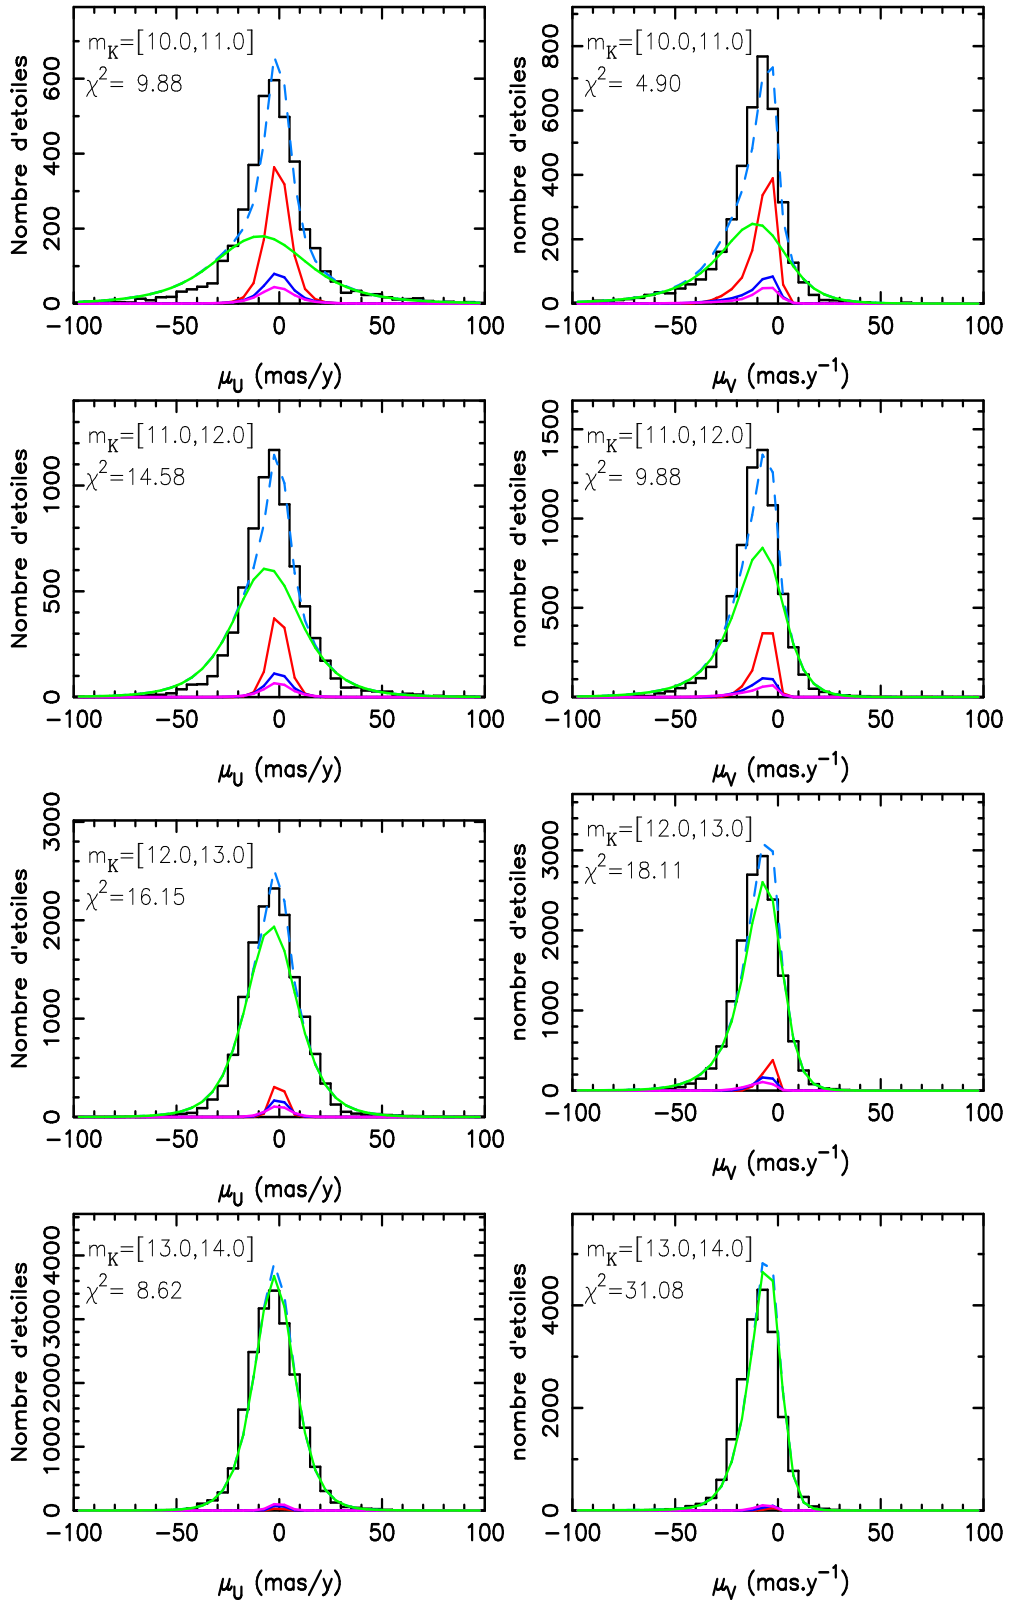 m_K=[10.0,11.0]
χ²= 9.88
Nombre d'etoiles
0 200 400 600
−100 −50 0 50 100
μ_U (mas/y)
m_K=[10.0,11.0]
χ²= 4.90
nombre d'etoiles
0 200 400 600 800
−100 −50 0 50 100
μ_V (mas.y⁻¹)
m_K=[11.0,12.0]
χ²=14.58
Nombre d'etoiles
0 500 1000
−100 −50 0 50 100
μ_U (mas/y)
m_K=[11.0,12.0]
χ²= 9.88
nombre d'etoiles
0 500 1000 1500
−100 −50 0 50 100
μ_V (mas.y⁻¹)
m_K=[12.0,13.0]
χ²=16.15
Nombre d'etoiles
0 1000 2000 3000
−100 −50 0 50 100
μ_U (mas/y)
m_K=[12.0,13.0]
χ²=18.11
nombre d'etoiles
0 1000 2000 3000
−100 −50 0 50 100
μ_V (mas.y⁻¹)
m_K=[13.0,14.0]
χ²= 8.62
Nombre d'etoiles
0 1000 2000 3000 4000
−100 −50 0 50 100
μ_U (mas/y)
m_K=[13.0,14.0]
χ²=31.08
nombre d'etoiles
0 2000 4000
−100 −50 0 50 100
μ_V (mas.y⁻¹)